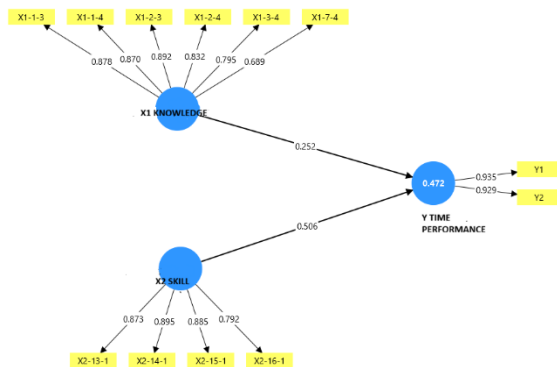 X1-1-3 X1-1-4 X1-2-3 X1-2-4 X1-3-4 X1-7-4
0.878 0.870 0.892 0.832 0.795 0.689
X1 KNOWLEDGE
0.252
0.472
0.935 Y1
0.929 Y2
Y TIME
PERFORMANCE
0.506
X2 SKILL
0.873 0.895 0.885 0.792
X2-13-1 X2-14-1 X2-15-1 X2-16-1